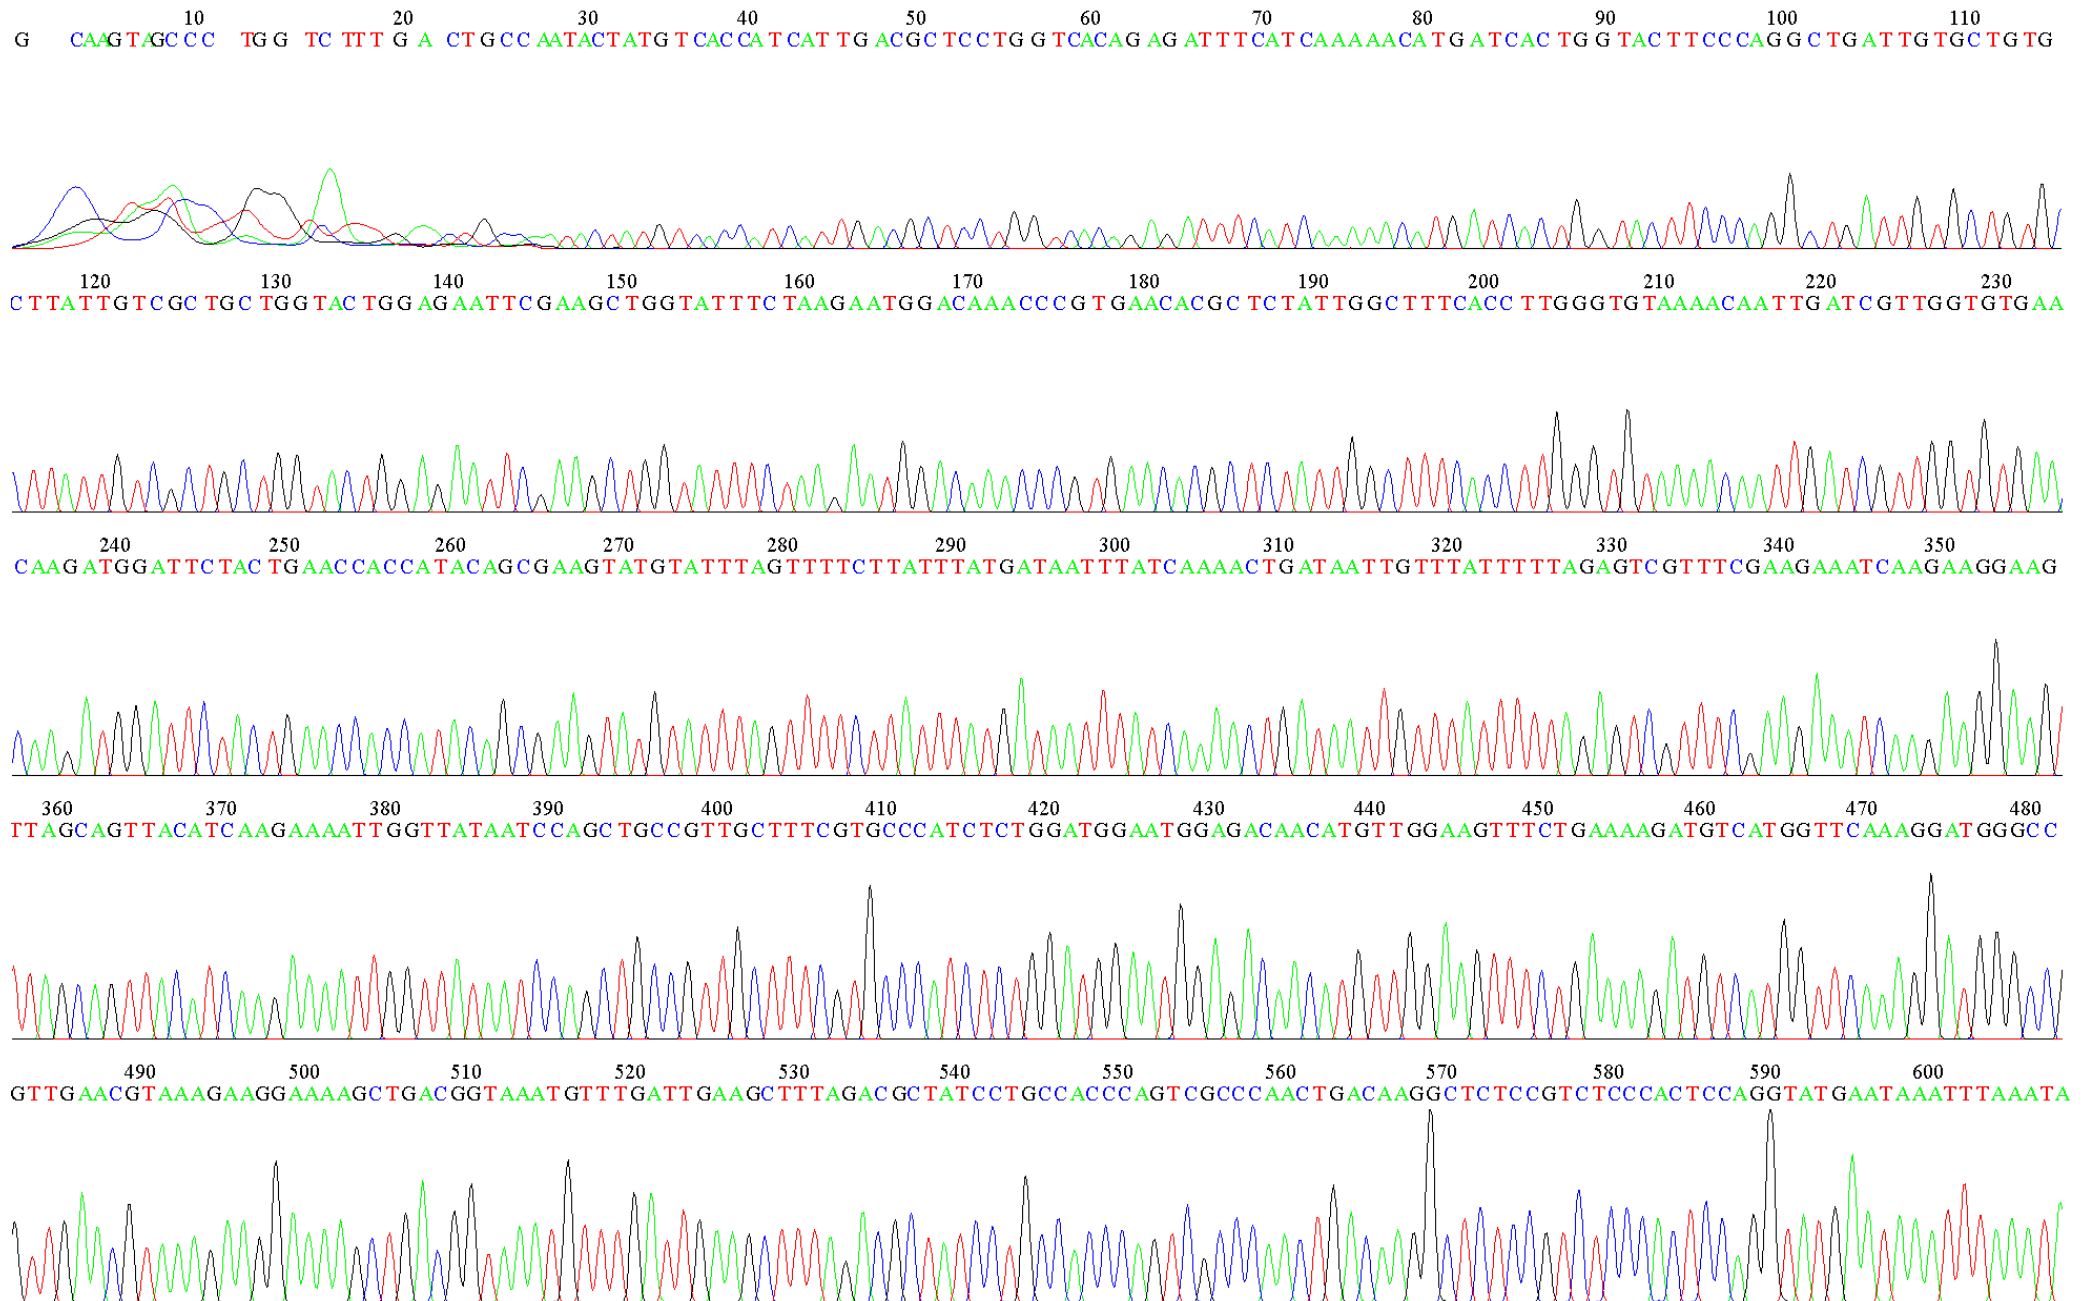 10 20 30 40 50 60 70 80 90 100 110
G CAAGTAGCCC TGG TC TTT G A CTGCC AATACTATGTCACCATCATTGACGCTCCTGGTCACAGAGATTTCATCAAAAACATGATCACTGGTACTTCCCAGGCTGATTGTGCTGTG
120 130 140 150 160 170 180 190 200 210 220 230
CTTATTGTCGCTGCTGGTACTGGAGAATTCGAAGCTGGTATTTCTAAGAATGGACAAACCCGTGAACACGCTCTATTGGCTTTCACCTTGGGTGTAAAACAATTGATCGTTGGTGTGAA
240 250 260 270 280 290 300 310 320 330 340 350
CAAGATGGATTCTACTGAACCACCATACAGCGAAGTATGTATTTAGTTTTCTTATTTATGATAATTTATCAAAACTGATAATTGTTTATTTTTAGAGTCGTTTCGAAGAAATCAAGAAGGAAG
360 370 380 390 400 410 420 430 440 450 460 470 480
TTAGCAGTTACATCAAGAAAATTGGTTATAATCCAGCTGCCGTTGCTTTCGTGCCCATCTCTGGATGGAATGGAGACAACATGTTGGAAGTTTCTGAAAAGATGTCATGGTTCAAAGGATGGGCC
490 500 510 520 530 540 550 560 570 580 590 600
GTTGAACGTAAAGAAGGAAAAGCTGACGGTAAATGTTTGATTGAAGCTTTAGACGCTATCCTGCCACCCAGTCGCCCAACTGACAAGGCTCTCCGTCTCCCACTCCAGGTATGAATAAATTTAAATA